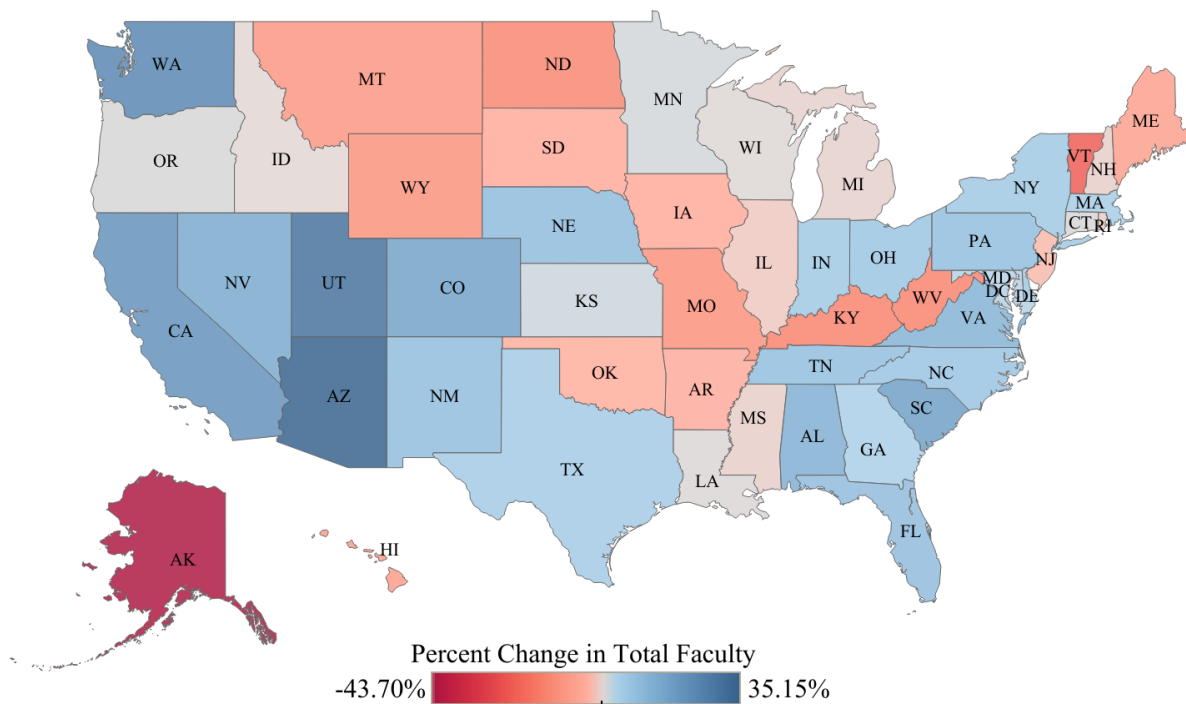 WA
MT
ND
MN
ME
VT
NH
OR
ID
SD
WI
MI
NY
WY
MA
IA
CT RI
NE
PA
NV
UT
CO
IL
IN
OH
NJ
MD
DC DE
KS
MO
WV
VA
CA
KY
TN
NC
AZ
NM
OK
AR
SC
MS
AL
GA
TX
LA
FL
AK
HI
Percent Change in Total Faculty
-43.70% 35.15%